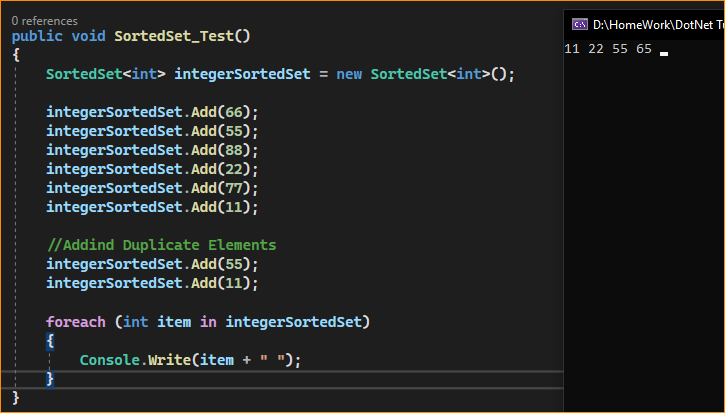 0 references
public void SortedSet_Test()
{
SortedSet<int> integerSortedSet = new SortedSet<int>();
integerSortedSet.Add(66);
integerSortedSet.Add(55);
integerSortedSet.Add(88);
integerSortedSet.Add(22);
integerSortedSet.Add(77);
integerSortedSet.Add(11);
//Addind Duplicate Elements
integerSortedSet.Add(55);
integerSortedSet.Add(11);
foreach (int item in integerSortedSet)
{
Console.Write(item + " ");
}
}
D:\HomeWork\DotNet Tu
11 22 55 65